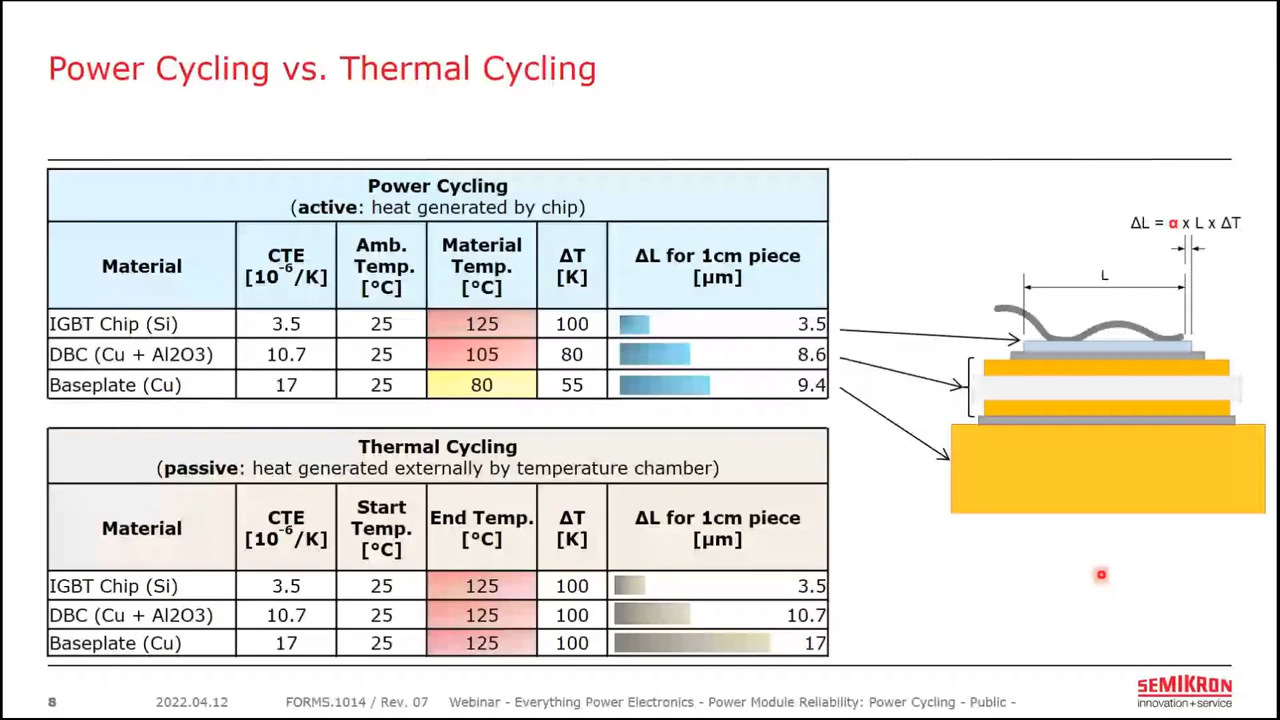 Power Cycling vs. Thermal Cycling
Power Cycling
(active: heat generated by chip)
Material CTE [10-6/K] Amb. Temp. [°C] Material Temp. [°C] ΔT [K] ΔL for 1cm piece [µm]
IGBT Chip (Si) 3.5 25 125 100 3.5
DBC (Cu + Al2O3) 10.7 25 105 80 8.6
Baseplate (Cu) 17 25 80 55 9.4
Thermal Cycling
(passive: heat generated externally by temperature chamber)
Material CTE [10-6/K] Start Temp. [°C] End Temp. [°C] ΔT [K] ΔL for 1cm piece [µm]
IGBT Chip (Si) 3.5 25 125 100 3.5
DBC (Cu + Al2O3) 10.7 25 125 100 10.7
Baseplate (Cu) 17 25 125 100 17
ΔL = α x L x ΔT
L
8 2022.04.12 FORMS.1014 / Rev. 07 Webinar - Everything Power Electronics - Power Module Reliability: Power Cycling - Public -
SEMIKRON
innovation+service